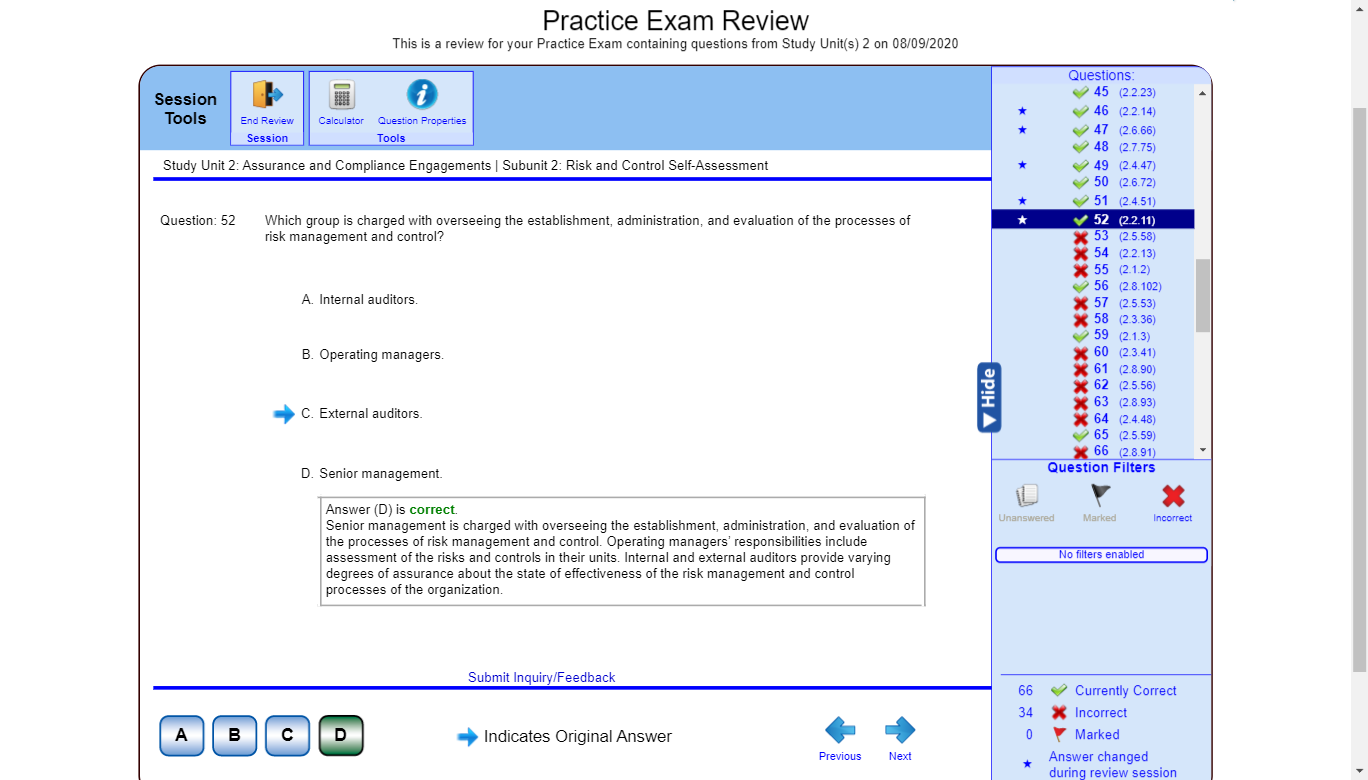 Practice Exam Review
This is a review for your Practice Exam containing questions from Study Unit(s) 2 on 08/09/2020
Session
Tools
End Review
Session
Calculator
Question Properties
Tools
Study Unit 2: Assurance and Compliance Engagements | Subunit 2: Risk and Control Self-Assessment
Question: 52
Which group is charged with overseeing the establishment, administration, and evaluation of the processes of
risk management and control?
A. Internal auditors.
B. Operating managers.
C. External auditors.
D. Senior management.
Answer (D) is correct.
Senior management is charged with overseeing the establishment, administration, and evaluation of
the processes of risk management and control. Operating managers' responsibilities include
assessment of the risks and controls in their units. Internal and external auditors provide varying
degrees of assurance about the state of effectiveness of the risk management and control
processes of the organization.
Submit Inquiry/Feedback
A B C D
Indicates Original Answer
Previous
Next
Questions:
45 (2.2.23)
46 (2.2.14)
47 (2.6.66)
48 (2.7.75)
49 (2.4.47)
50 (2.6.72)
51 (2.4.51)
52 (2.2.11)
53 (2.5.58)
54 (2.2.13)
55 (2.1.2)
56 (2.8.102)
57 (2.5.53)
58 (2.3.36)
59 (2.1.3)
60 (2.3.41)
61 (2.8.90)
62 (2.5.56)
63 (2.8.93)
64 (2.4.48)
65 (2.5.59)
66 (2.8.91)
Hide
Question Filters
Unanswered
Marked
Incorrect
No filters enabled
66 Currently Correct
34 Incorrect
0 Marked
Answer changed
during review session